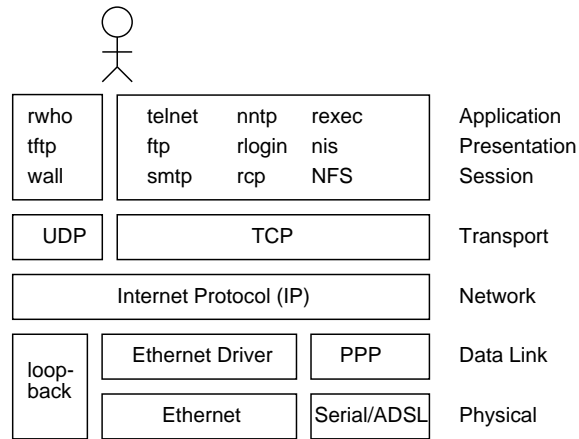 rwho telnet nntp rexec Application
tftp ftp rlogin nis Presentation
wall smtp rcp NFS Session
UDP TCP Transport
Internet Protocol (IP) Network
loop-
back
Ethernet Driver PPP Data Link
Ethernet Serial/ADSL Physical